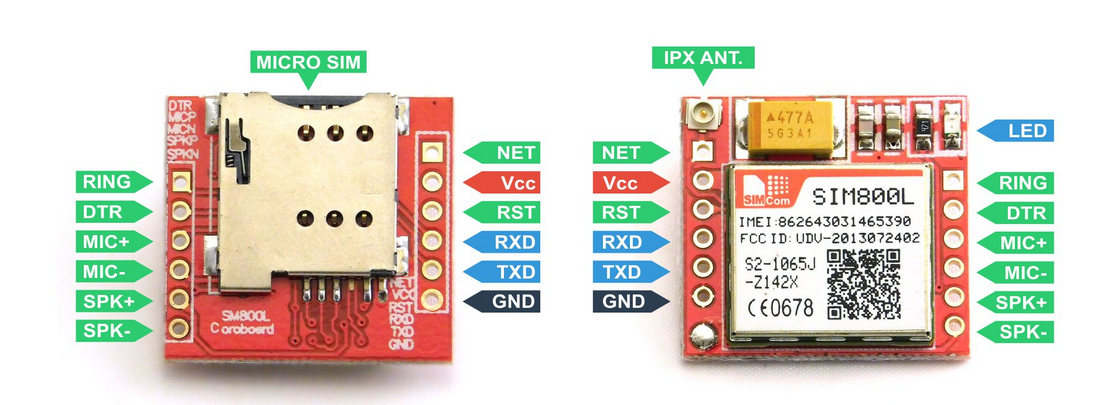 MICRO SIM
DTR
MICP
MICN
SPKP
SPKN
RING
DTR
MIC+
MIC-
SPK+
SPK-
NET
Vcc
RST
RXD
TXD
GND
NET
VCC
RST
RXD
TXD
GND
SM800L
Coroboard
IPX ANT.
477A
5G3A1
LED
NET
Vcc
RST
RXD
TXD
GND
RING
DTR
MIC+
MIC-
SPK+
SPK-
SIMCom
SIM800L
IMEI:862643031465390
FCC ID: UDV-2013072402
S2-1065J
-Z142X
CE0678